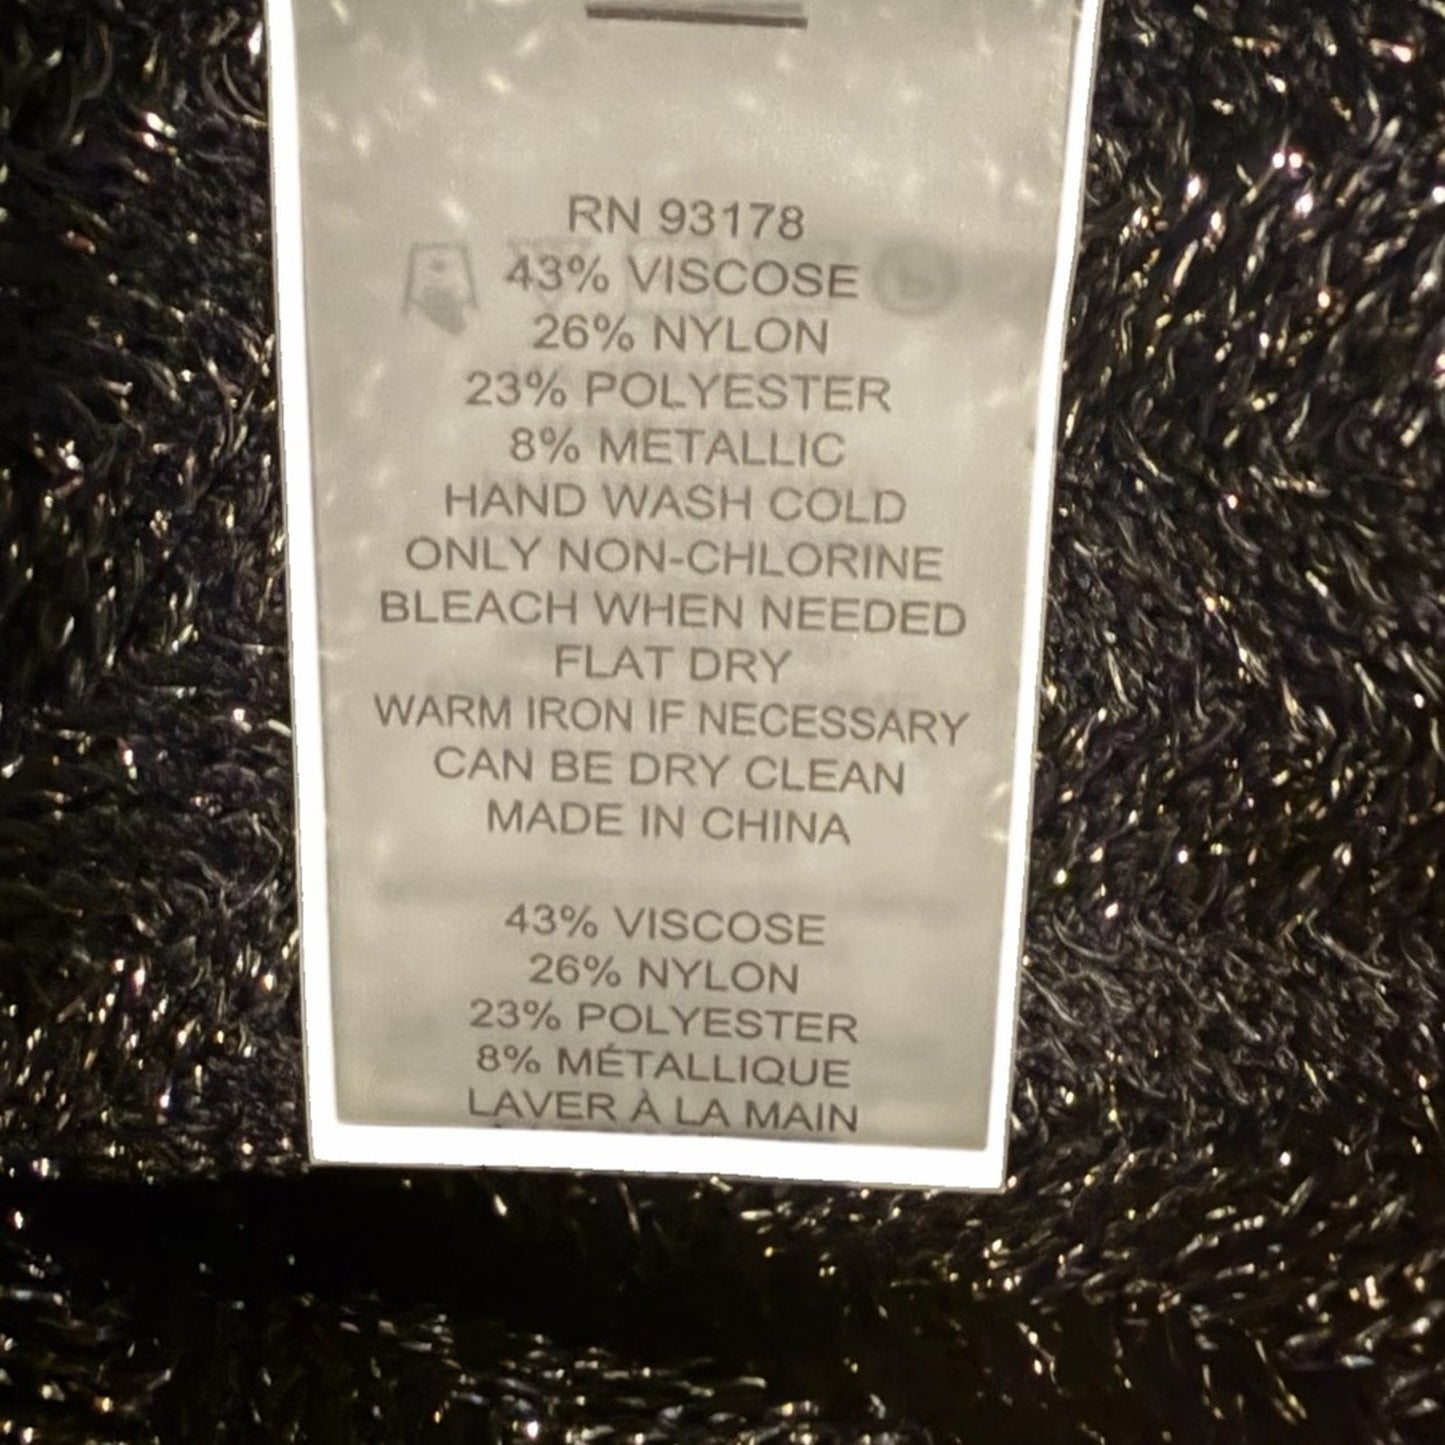 RN 93178
43% VISCOSE
26% NYLON
23% POLYESTER
8% METALLIC
HAND WASH COLD
ONLY NON-CHLORINE
BLEACH WHEN NEEDED
FLAT DRY
WARM IRON IF NECESSARY
CAN BE DRY CLEAN
MADE IN CHINA
43% VISCOSE
26% NYLON
23% POLYESTER
8% MÉTALLIQUE
LAVER À LA MAIN